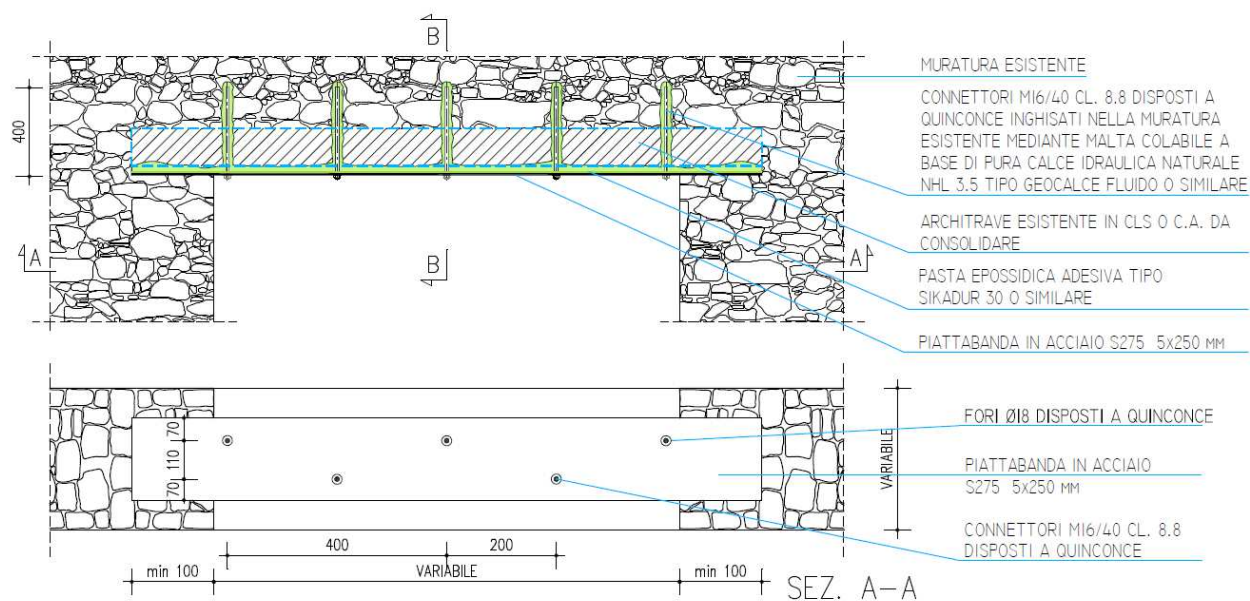 B
MURATURA ESISTENTE
CONNETTORI M16/40 CL. 8.8 DISPOSTI A
QUINCONCE INGHISATI NELLA MURATURA
ESISTENTE MEDIANTE MALTA COLABILE A
BASE DI PURA CALCE IDRAULICA NATURALE
NHL 3.5 TIPO GEOCALCE FLUIDO O SIMILARE
400
ARCHITRAVE ESISTENTE IN CLS O C.A. DA
CONSOLIDARE
A
B
A
PASTA EPOSSIDICA ADESIVA TIPO
SIKADUR 30 O SIMILARE
PIATTABANDA IN ACCIAIO S275 5x250 MM
70
110
70
VARIABILE
FORI Ø18 DISPOSTI A QUINCONCE
PIATTABANDA IN ACCIAIO
S275 5x250 MM
CONNETTORI M16/40 CL. 8.8
DISPOSTI A QUINCONCE
400
200
min 100
VARIABILE
min 100
SEZ. A-A